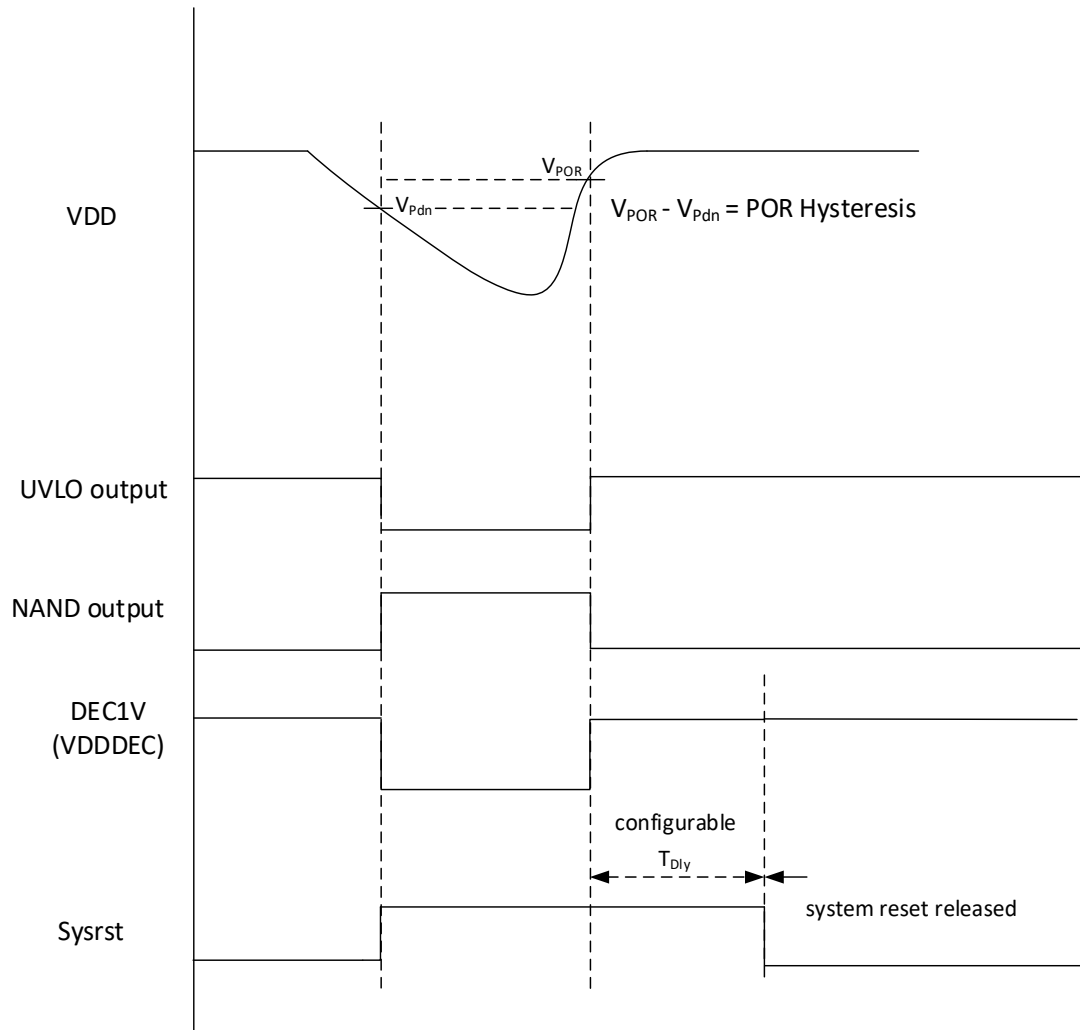 V_POR
VDD
V_Pdn
V_POR - V_Pdn = POR Hysteresis
UVLO output
NAND output
DEC1V
(VDDDEC)
configurable
T_Dly
system reset released
Sysrst